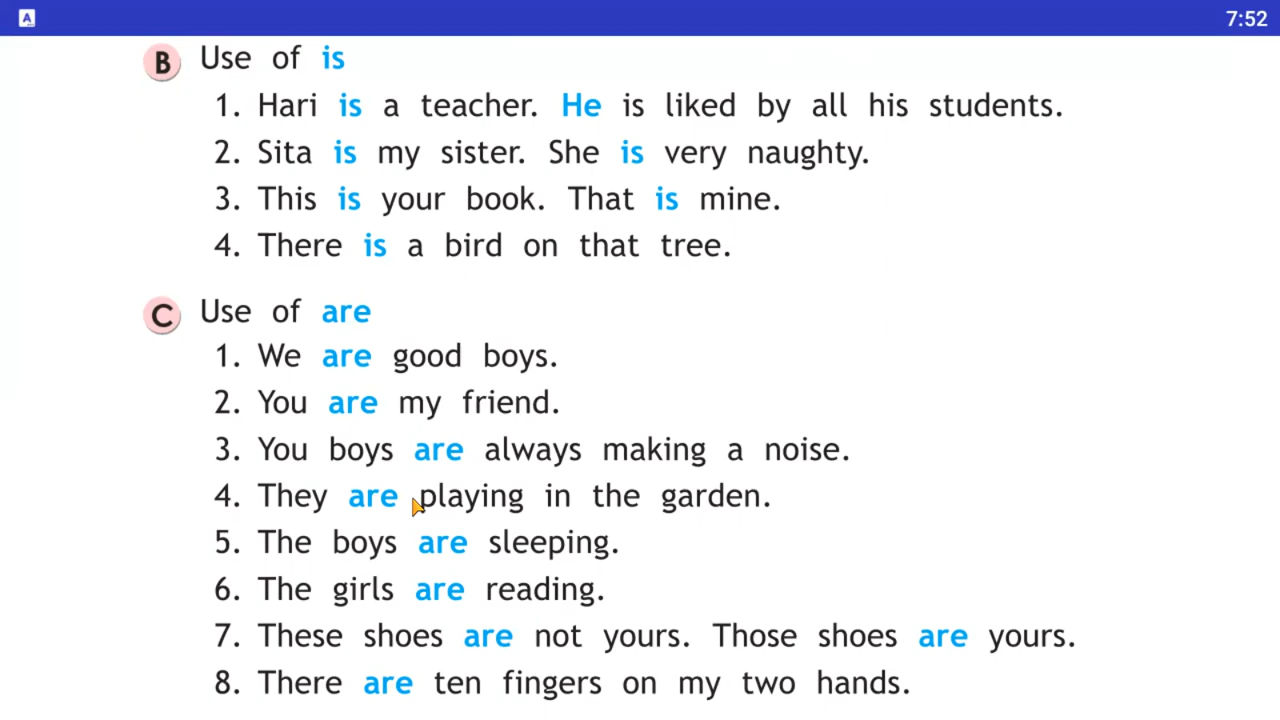 A
7:52
B Use of is
1. Hari is a teacher. He is liked by all his students.
2. Sita is my sister. She is very naughty.
3. This is your book. That is mine.
4. There is a bird on that tree.
C Use of are
1. We are good boys.
2. You are my friend.
3. You boys are always making a noise.
4. They are playing in the garden.
5. The boys are sleeping.
6. The girls are reading.
7. These shoes are not yours. Those shoes are yours.
8. There are ten fingers on my two hands.